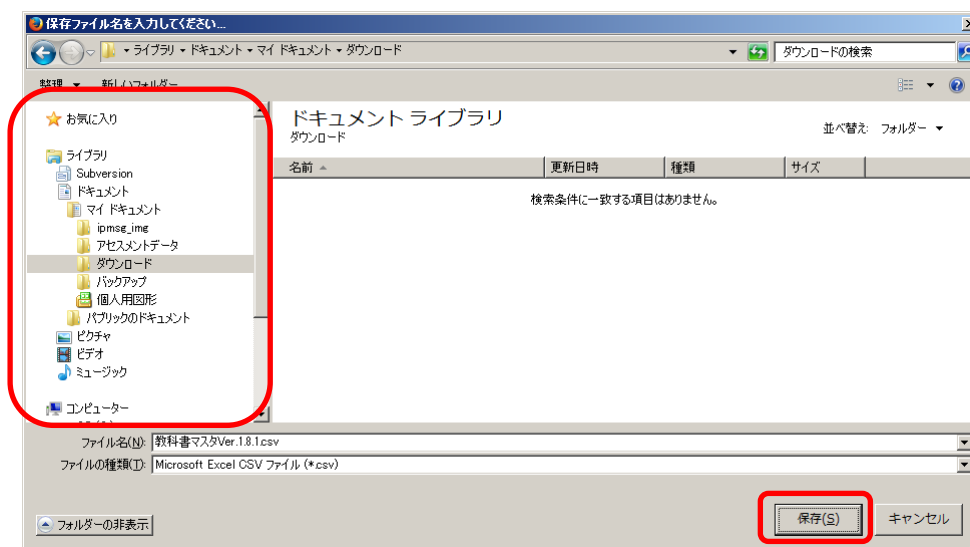 保存ファイル名を入力してください...
ライブラリ ドキュメント マイ ドキュメント ダウンロード
ダウンロードの検索
整理
新しいフォルダー
お気に入り
ライブラリ
Subversion
ドキュメント
マイ ドキュメント
ipmsg_img
アセスメントデータ
ダウンロード
バックアップ
個人用図形
パブリックのドキュメント
ピクチャ
ビデオ
ミュージック
コンピューター
ドキュメント ライブラリ
ダウンロード
並べ替え: フォルダー
名前 更新日時 種類 サイズ
検索条件に一致する項目はありません。
ファイル名(N): 教科書マスタVer.1.8.1.csv
ファイルの種類(T): Microsoft Excel CSV ファイル (*.csv)
フォルダーの非表示
保存(S)
キャンセル